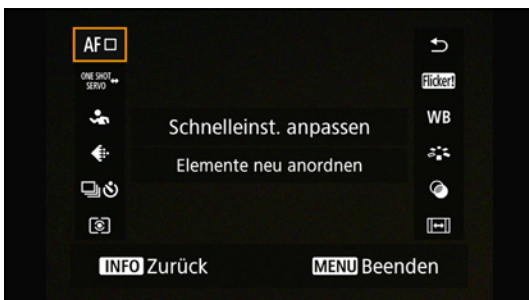 AF
ONE SHOT
SERVO
Flicker!
WB
Schnelleinst. anpassen
Elemente neu anordnen
INFO Zurück
MENU Beenden